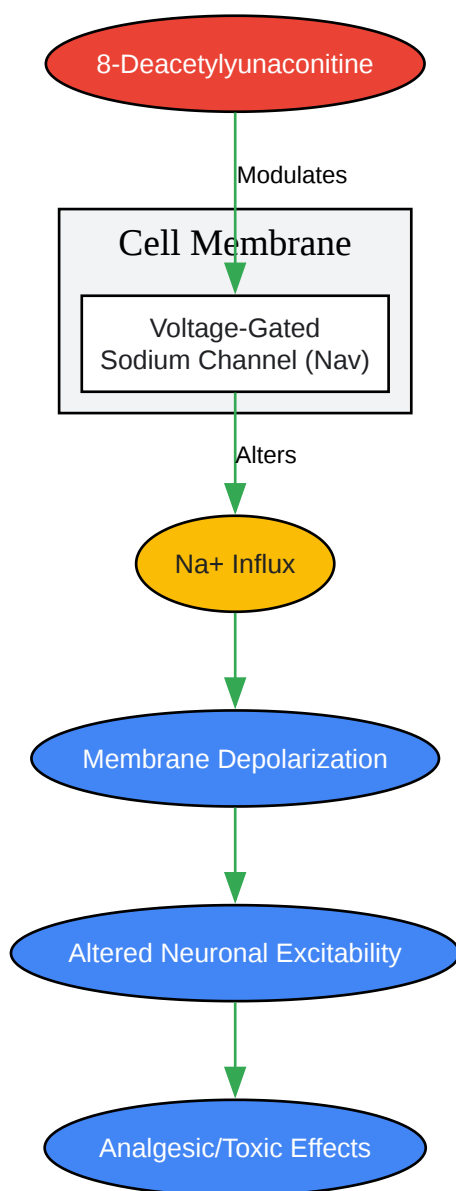 8-Deacetylyunaconitine
Modulates
Cell Membrane
Voltage-Gated
Sodium Channel (Nav)
Alters
Na+ Influx
Membrane Depolarization
Altered Neuronal Excitability
Analgesic/Toxic Effects